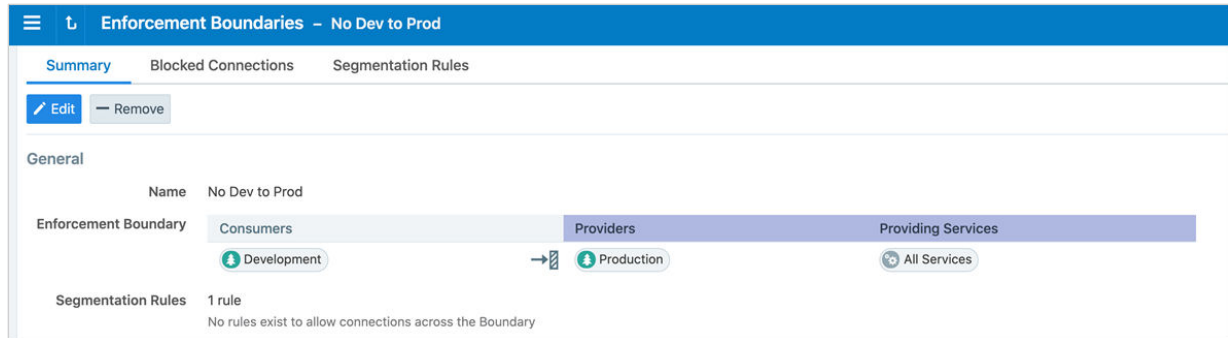 Enforcement Boundaries – No Dev to Prod
Summary Blocked Connections Segmentation Rules
Edit Remove
General
Name No Dev to Prod
Enforcement Boundary Consumers Providers Providing Services
Development Production All Services
Segmentation Rules 1 rule
No rules exist to allow connections across the Boundary